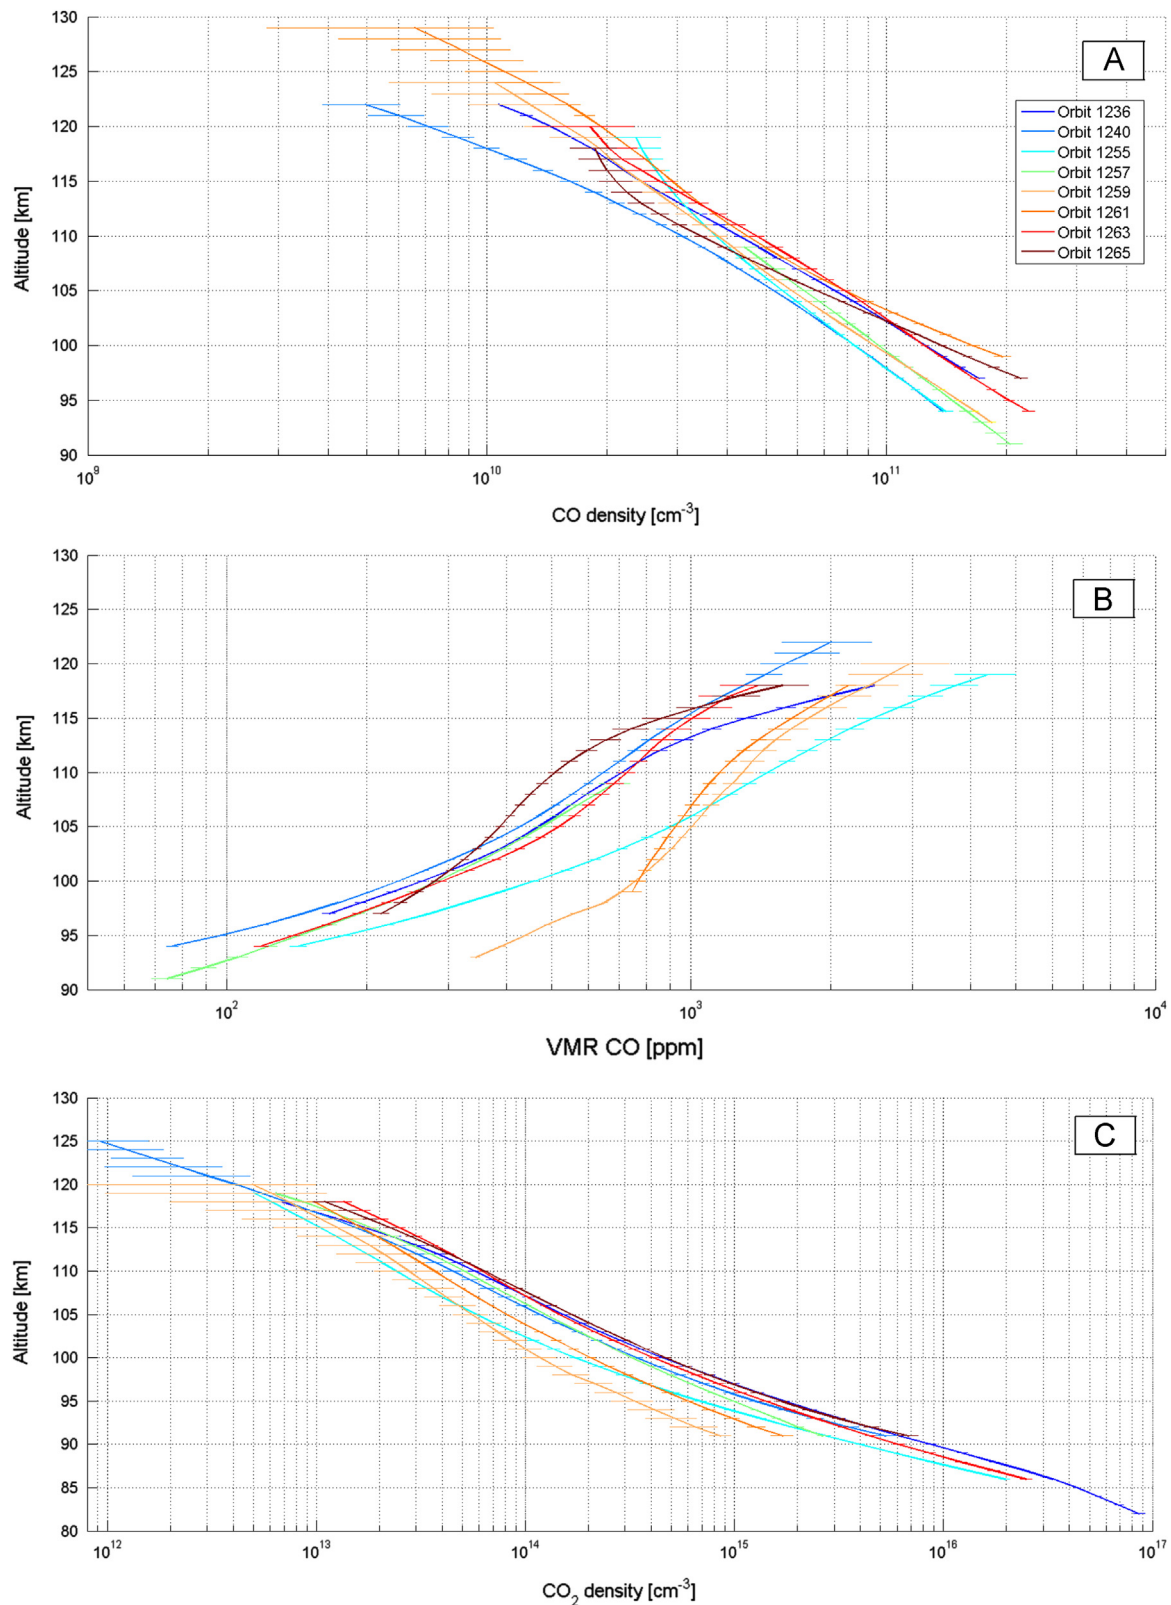 130
A
125
Orbit 1236
Orbit 1240
120
Orbit 1255
Orbit 1257
115
Orbit 1259
Orbit 1261
Orbit 1263
Orbit 1265
110
105
100
95
90
Altitude [km]
10⁹
10¹⁰
10¹¹
CO density [cm⁻³]
130
B
125
120
115
110
105
100
95
90
Altitude [km]
10²
10³
10⁴
VMR CO [ppm]
130
C
125
120
115
110
105
100
95
90
85
80
Altitude [km]
10¹²
10¹³
10¹⁴
10¹⁵
10¹⁶
10¹⁷
CO₂ density [cm⁻³]